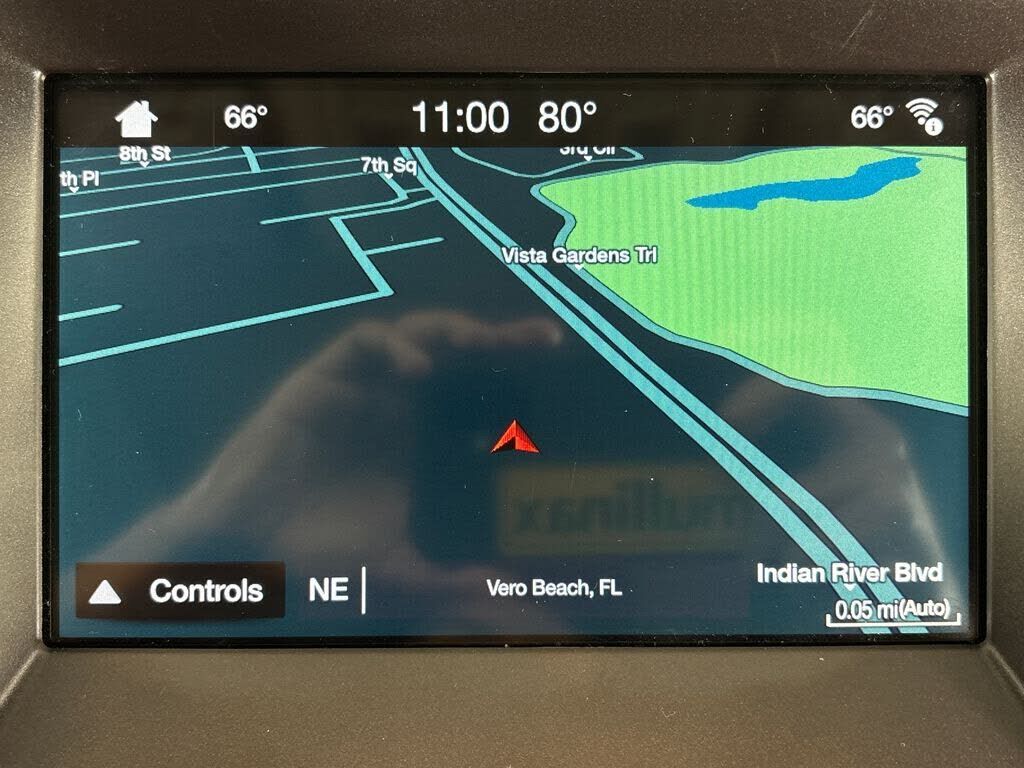 66° 11:00 80° 66°
8th St
7th Sq
3rd Cir
th Pl
Vista Gardens Trl
mullinax
Indian River Blvd
Controls NE Vero Beach, FL
0.05 mi(Auto)